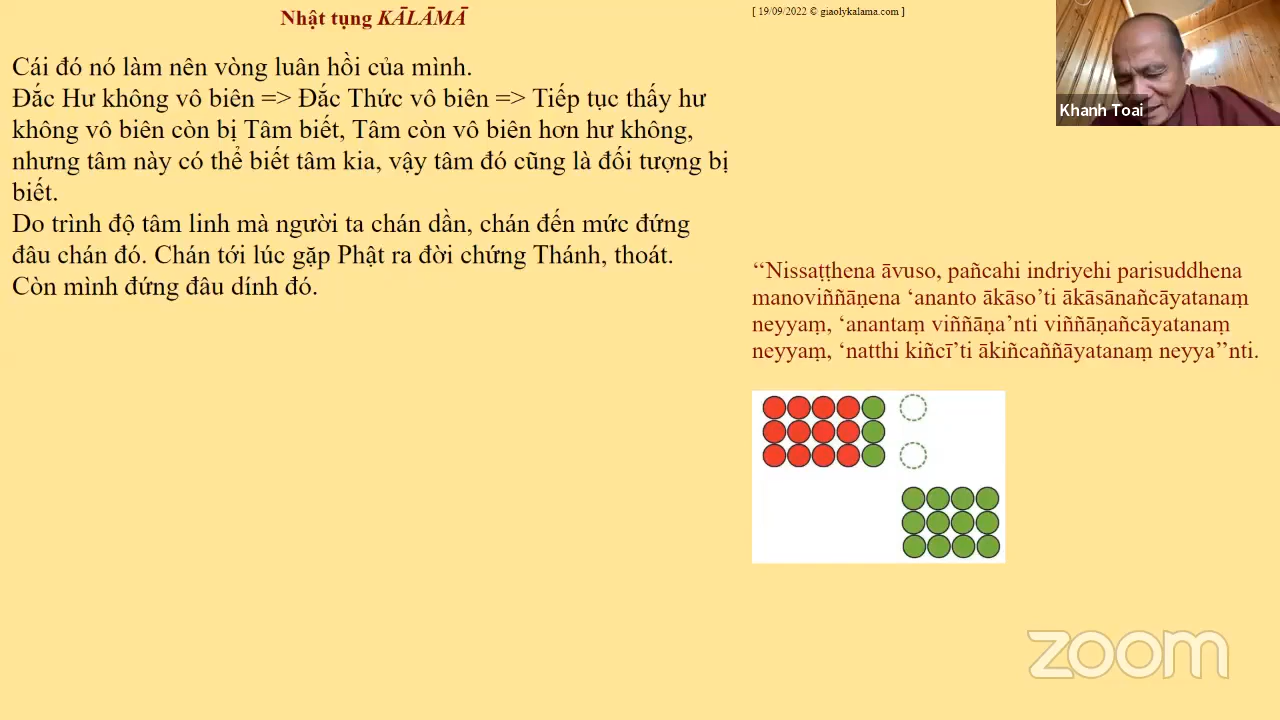 Nhật tụng KĀLĀMĀ
[ 19/09/2022 © giaolykalama.com ]
Cái đó nó làm nên vòng luân hồi của mình.
Đắc Hư không vô biên => Đắc Thức vô biên => Tiếp tục thấy hư
không vô biên còn bị Tâm biết, Tâm còn vô biên hơn hư không,
nhưng tâm này có thể biết tâm kia, vậy tâm đó cũng là đối tượng bị
biết.
Do trình độ tâm linh mà người ta chán dần, chán đến mức đứng
đâu chán đó. Chán tới lúc gặp Phật ra đời chứng Thánh, thoát.
Còn mình đứng đâu dính đó.
Khanh Toai
‘‘Nissaṭṭhena āvuso, pañcahi indriyehi parisuddhena
manoviññāṇena ‘ananto ākāso’ti ākāsānañcāyatanaṃ
neyyaṃ, ‘anantaṃ viññāṇa’nti viññāṇañcāyatanaṃ
neyyaṃ, ‘natthi kiñcī’ti ākiñcaññāyatanaṃ neyya’’nti.
zoom